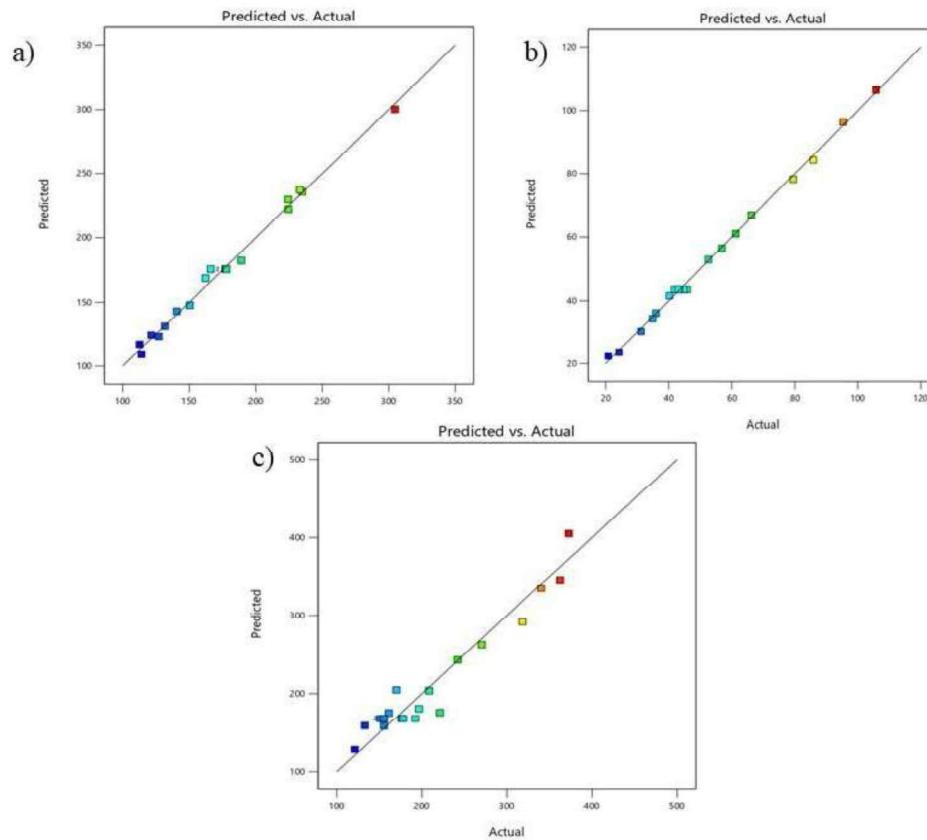 Predicted vs. Actual
a)
350
300
250
200
150
100
Predicted
100 150 200 250 300 350
Predicted vs. Actual
b)
120
100
80
60
40
20
Predicted
20 40 60 80 100 120
Actual
Predicted vs. Actual
c)
500
400
300
200
100
Predicted
100 200 300 400 500
Actual